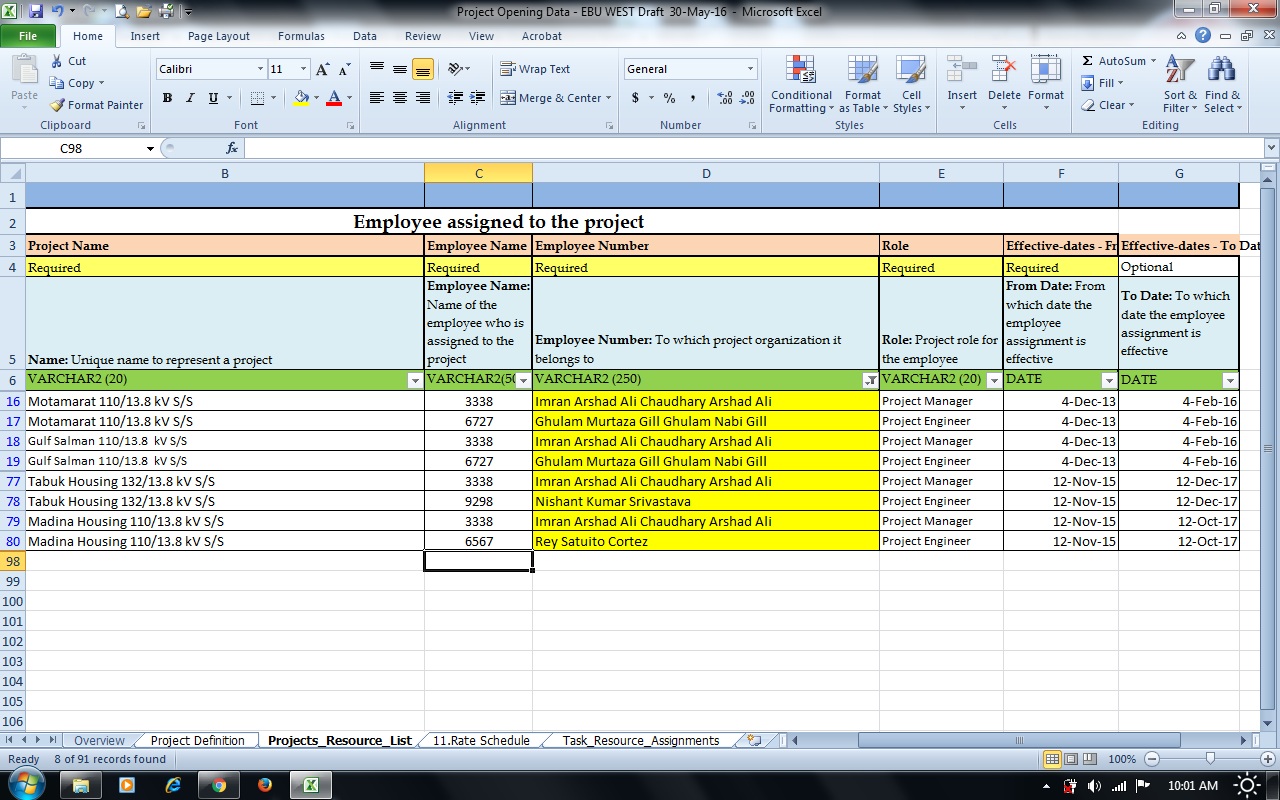 Project Opening Data - EBU WEST Draft 30-May-16 - Microsoft Excel
File Home Insert Page Layout Formulas Data Review View Acrobat
Paste Cut Copy Format Painter Clipboard
Calibri 11 A A B I U A Font
Wrap Text Merge & Center Alignment
General $ % , .00 .0 Number
Conditional Formatting Format as Table Cell Styles Styles
Insert Delete Format Cells
Σ AutoSum Fill Clear Sort & Filter Find & Select Editing
C98 fx
B C D E F G
1
2 Employee assigned to the project
3 Project Name Employee Name Employee Number Role Effective-dates - Fr Effective-dates - To Dat
4 Required Required Required Required Required Optional
5 Name: Unique name to represent a project
Employee Name:
Name of the
employee who is
assigned to the
project
Employee Number: To which project organization it
belongs to
Role: Project role for
the employee
From Date: From
which date the
employee
assignment is
effective
To Date: To which
date the employee
assignment is
effective
6 VARCHAR2 (20) VARCHAR2(50 VARCHAR2 (250) VARCHAR2 (20) DATE DATE
16 Motamarat 110/13.8 kV S/S 3338 Imran Arshad Ali Chaudhary Arshad Ali Project Manager 4-Dec-13 4-Feb-16
17 Motamarat 110/13.8 kV S/S 6727 Ghulam Murtaza Gill Ghulam Nabi Gill Project Engineer 4-Dec-13 4-Feb-16
18 Gulf Salman 110/13.8 kV S/S 3338 Imran Arshad Ali Chaudhary Arshad Ali Project Manager 4-Dec-13 4-Feb-16
19 Gulf Salman 110/13.8 kV S/S 6727 Ghulam Murtaza Gill Ghulam Nabi Gill Project Engineer 4-Dec-13 4-Feb-16
77 Tabuk Housing 132/13.8 kV S/S 3338 Imran Arshad Ali Chaudhary Arshad Ali Project Manager 12-Nov-15 12-Dec-17
78 Tabuk Housing 132/13.8 kV S/S 9298 Nishant Kumar Srivastava Project Engineer 12-Nov-15 12-Dec-17
79 Madina Housing 110/13.8 kV S/S 3338 Imran Arshad Ali Chaudhary Arshad Ali Project Manager 12-Nov-15 12-Oct-17
80 Madina Housing 110/13.8 kV S/S 6567 Rey Satuito Cortez Project Engineer 12-Nov-15 12-Oct-17
98
99
100
101
102
103
104
105
106
Overview Project Definition Projects_Resource_List 11.Rate Schedule Task_Resource_Assignments
Ready 8 of 91 records found 100%
10:01 AM